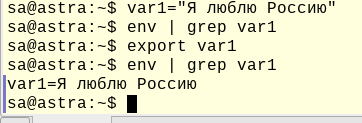 sa@astra:~$ var1="Я люблю Россию"
sa@astra:~$ env | grep var1
sa@astra:~$ export var1
sa@astra:~$ env | grep var1
var1=Я люблю Россию
sa@astra:~$